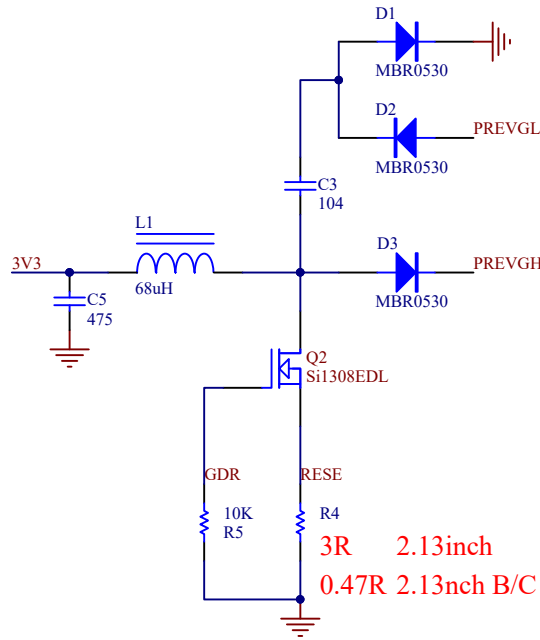 D1
MBR0530
D2
PREVGL
MBR0530
C3
104
L1
D3
3V3
PREVGH
68uH
MBR0530
C5
475
Q2
Si1308EDL
GDR
RESE
10K
R5
R4
3R 2.13inch
0.47R 2.13nch B/C